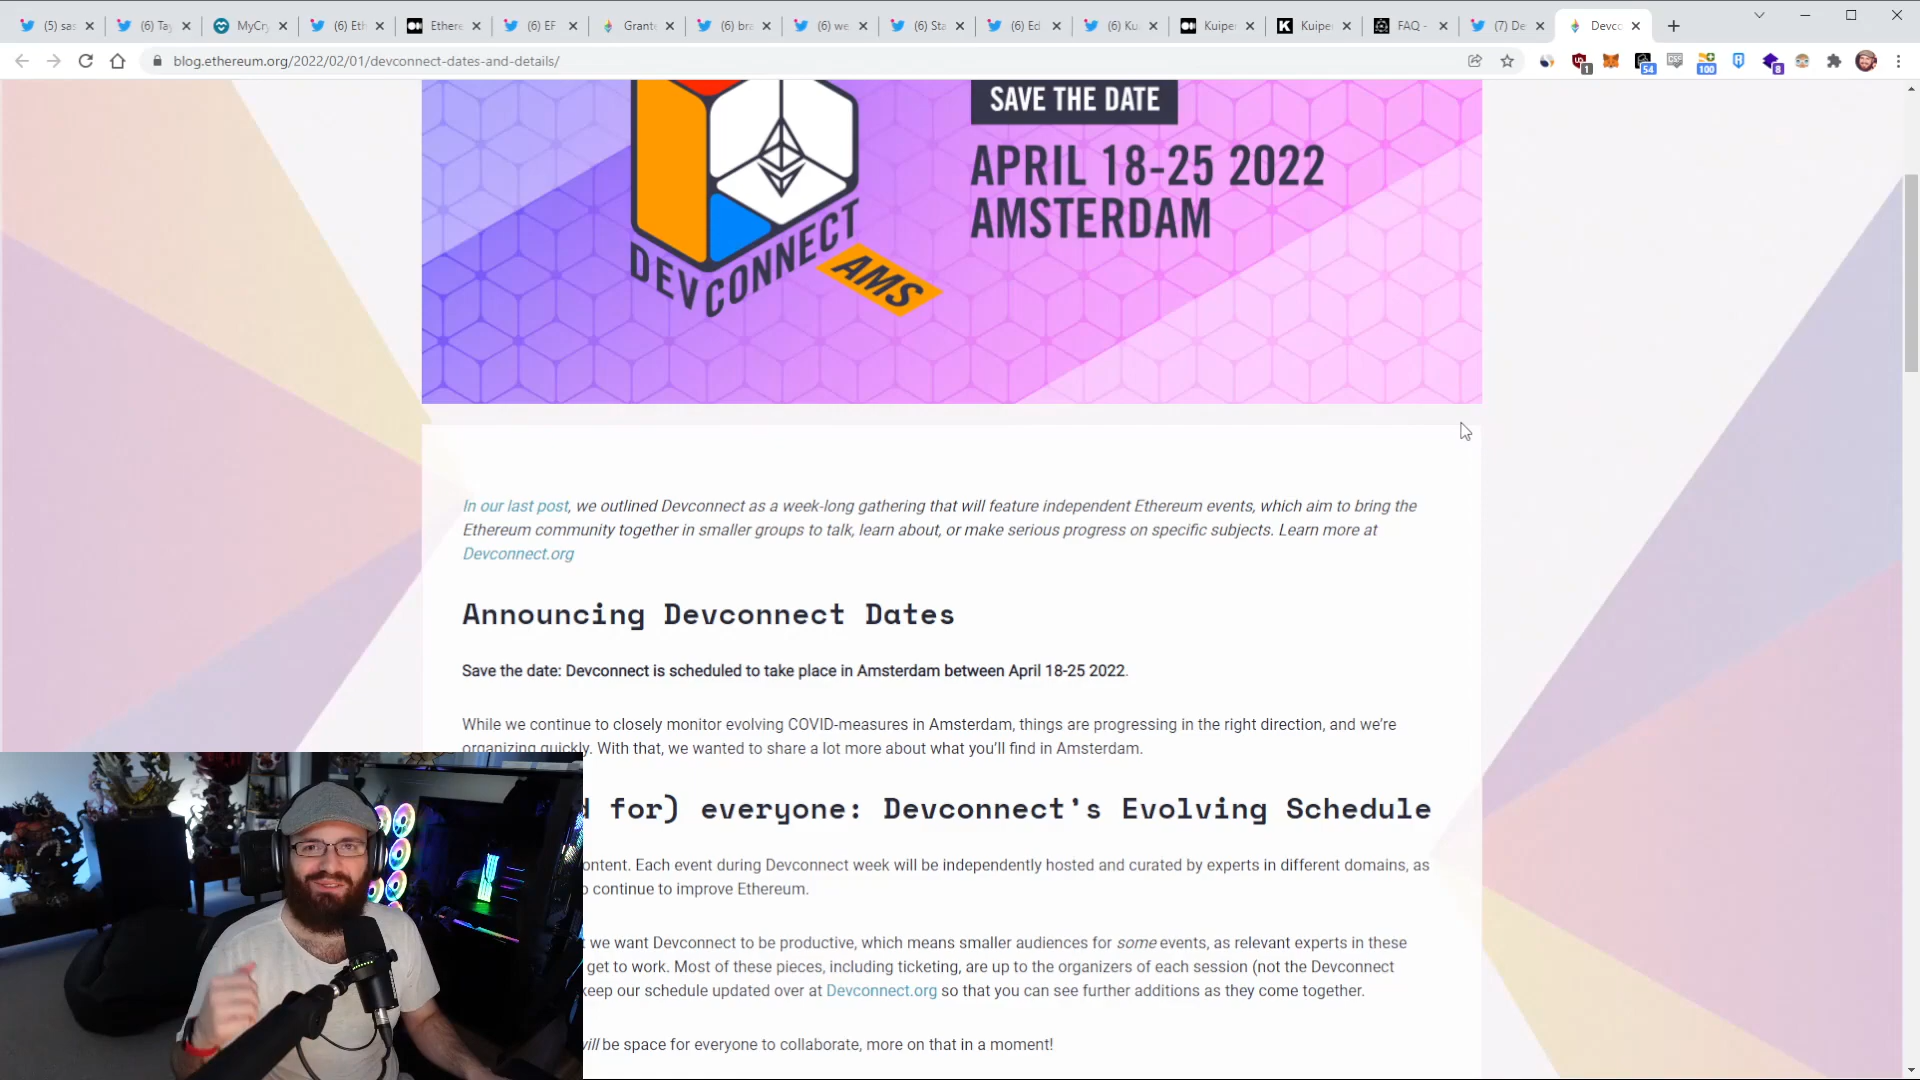 (5) sas
(6) Tay
MyCry
(6) Eth
Ethere
(6) EF
Grante
(6) bra
(6) we
(6) Sta
(6) Ed
(6) Ku
Kuiper
Kuiper
FAQ -
(7) De
Devco
blog.ethereum.org/2022/02/01/devconnect-dates-and-details/
1
54
100
8
SAVE THE DATE
APRIL 18-25 2022
AMSTERDAM
DEVCONNECT
AMS
In our last post, we outlined Devconnect as a week-long gathering that will feature independent Ethereum events, which aim to bring the
Ethereum community together in smaller groups to talk, learn about, or make serious progress on specific subjects. Learn more at
Devconnect.org
Announcing Devconnect Dates
Save the date: Devconnect is scheduled to take place in Amsterdam between April 18-25 2022.
While we continue to closely monitor evolving COVID-measures in Amsterdam, things are progressing in the right direction, and we're
organizing quickly. With that, we wanted to share a lot more about what you'll find in Amsterdam.
for) everyone: Devconnect's Evolving Schedule
ontent. Each event during Devconnect week will be independently hosted and curated by experts in different domains, as
o continue to improve Ethereum.
we want Devconnect to be productive, which means smaller audiences for some events, as relevant experts in these
get to work. Most of these pieces, including ticketing, are up to the organizers of each session (not the Devconnect
keep our schedule updated over at Devconnect.org so that you can see further additions as they come together.
will be space for everyone to collaborate, more on that in a moment!